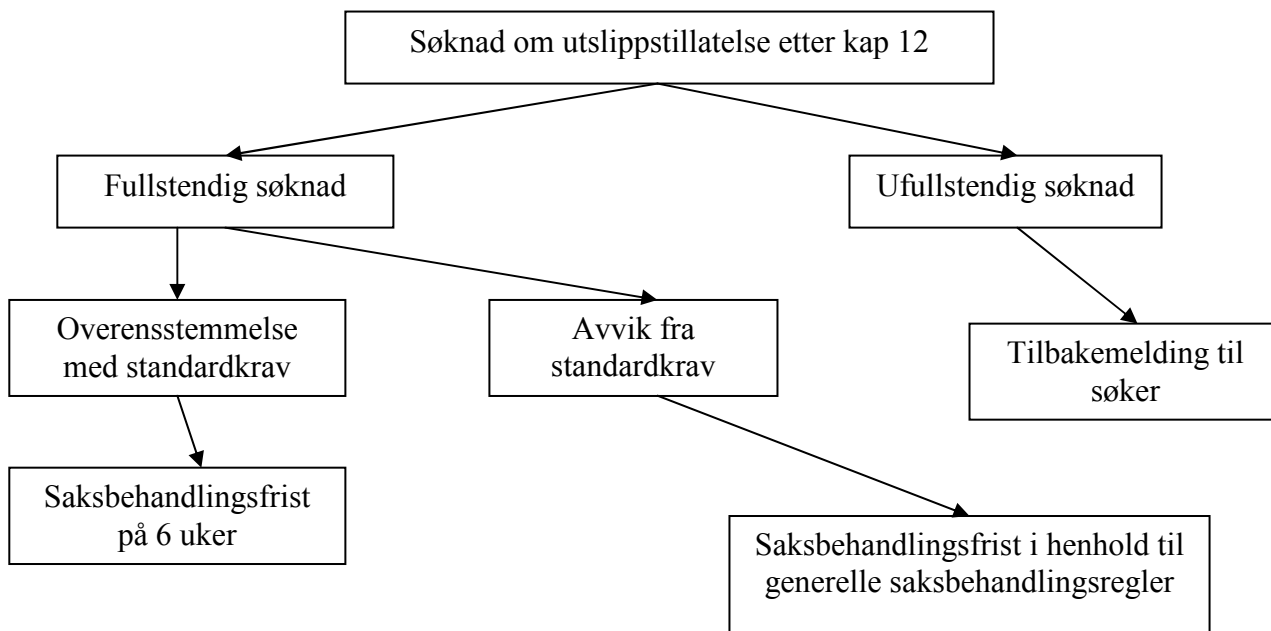 Søknad om utslippstillatelse etter kap 12
Fullstendig søknad
Ufullstendig søknad
Overensstemmelse
med standardkrav
Avvik fra
standardkrav
Tilbakemelding til
søker
Saksbehandlingsfrist
på 6 uker
Saksbehandlingsfrist i henhold til
generelle saksbehandlingsregler